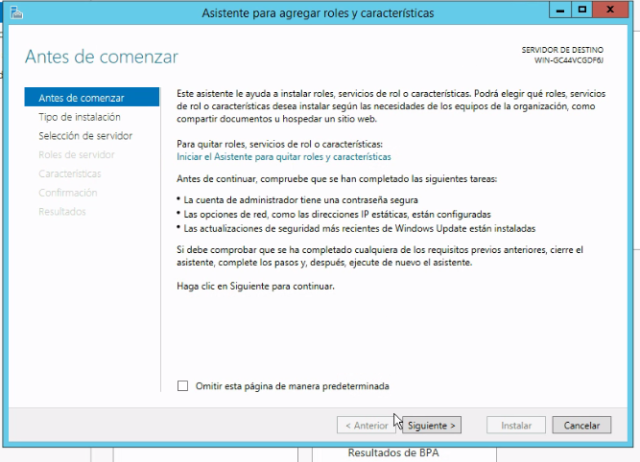 Asistente para agregar roles y características
Antes de comenzar
SERVIDOR DE DESTINO
WIN-GC44VCGDP6J
Antes de comenzar
Tipo de instalación
Selección de servidor
Roles de servidor
Características
Confirmación
Resultados
Este asistente le ayuda a instalar roles, servicios de rol o características. Podrá elegir qué roles, servicios
de rol o características desea instalar según las necesidades de los equipos de la organización, como
compartir documentos u hospedar un sitio web.
Para quitar roles, servicios de rol o características:
Iniciar el Asistente para quitar roles y características
Antes de continuar, compruebe que se han completado las siguientes tareas:
• La cuenta de administrador tiene una contraseña segura
• Las opciones de red, como las direcciones IP estáticas, están configuradas
• Las actualizaciones de seguridad más recientes de Windows Update están instaladas
Si debe comprobar que se ha completado cualquiera de los requisitos previos anteriores, cierre el
asistente, complete los pasos y, después, ejecute de nuevo el asistente.
Haga clic en Siguiente para continuar.
Omitir esta página de manera predeterminada
< Anterior
Siguiente >
Instalar
Cancelar
Resultados de BPA